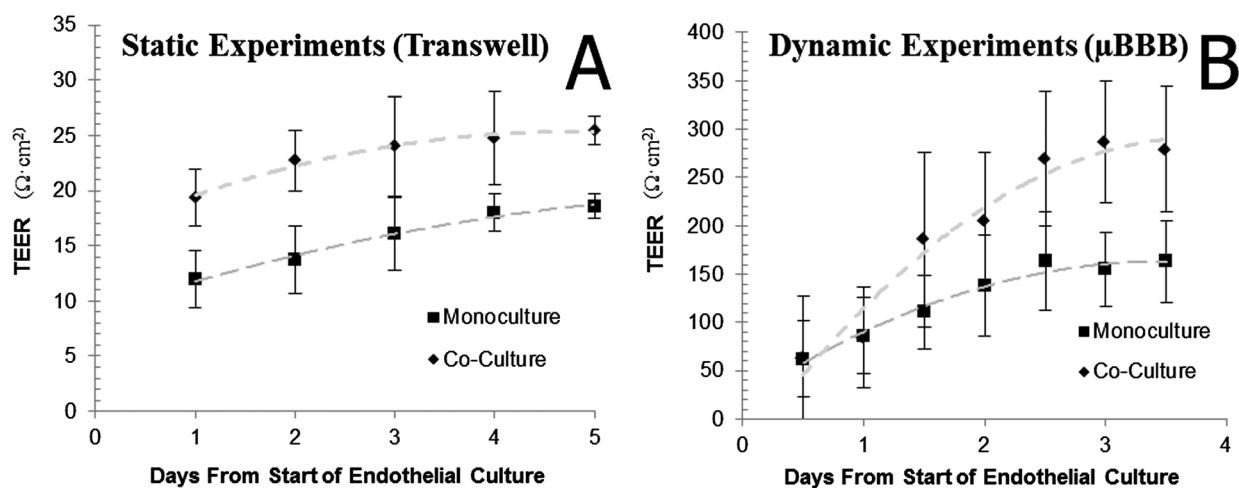 Static Experiments (Transwell)
A
TEER (Ω·cm²)
35
30
25
20
15
10
5
0
Monoculture
Co-Culture
0 1 2 3 4 5
Days From Start of Endothelial Culture
Dynamic Experiments (µBBB)
B
TEER (Ω·cm²)
400
350
300
250
200
150
100
50
0
Monoculture
Co-Culture
0 1 2 3 4
Days From Start of Endothelial Culture